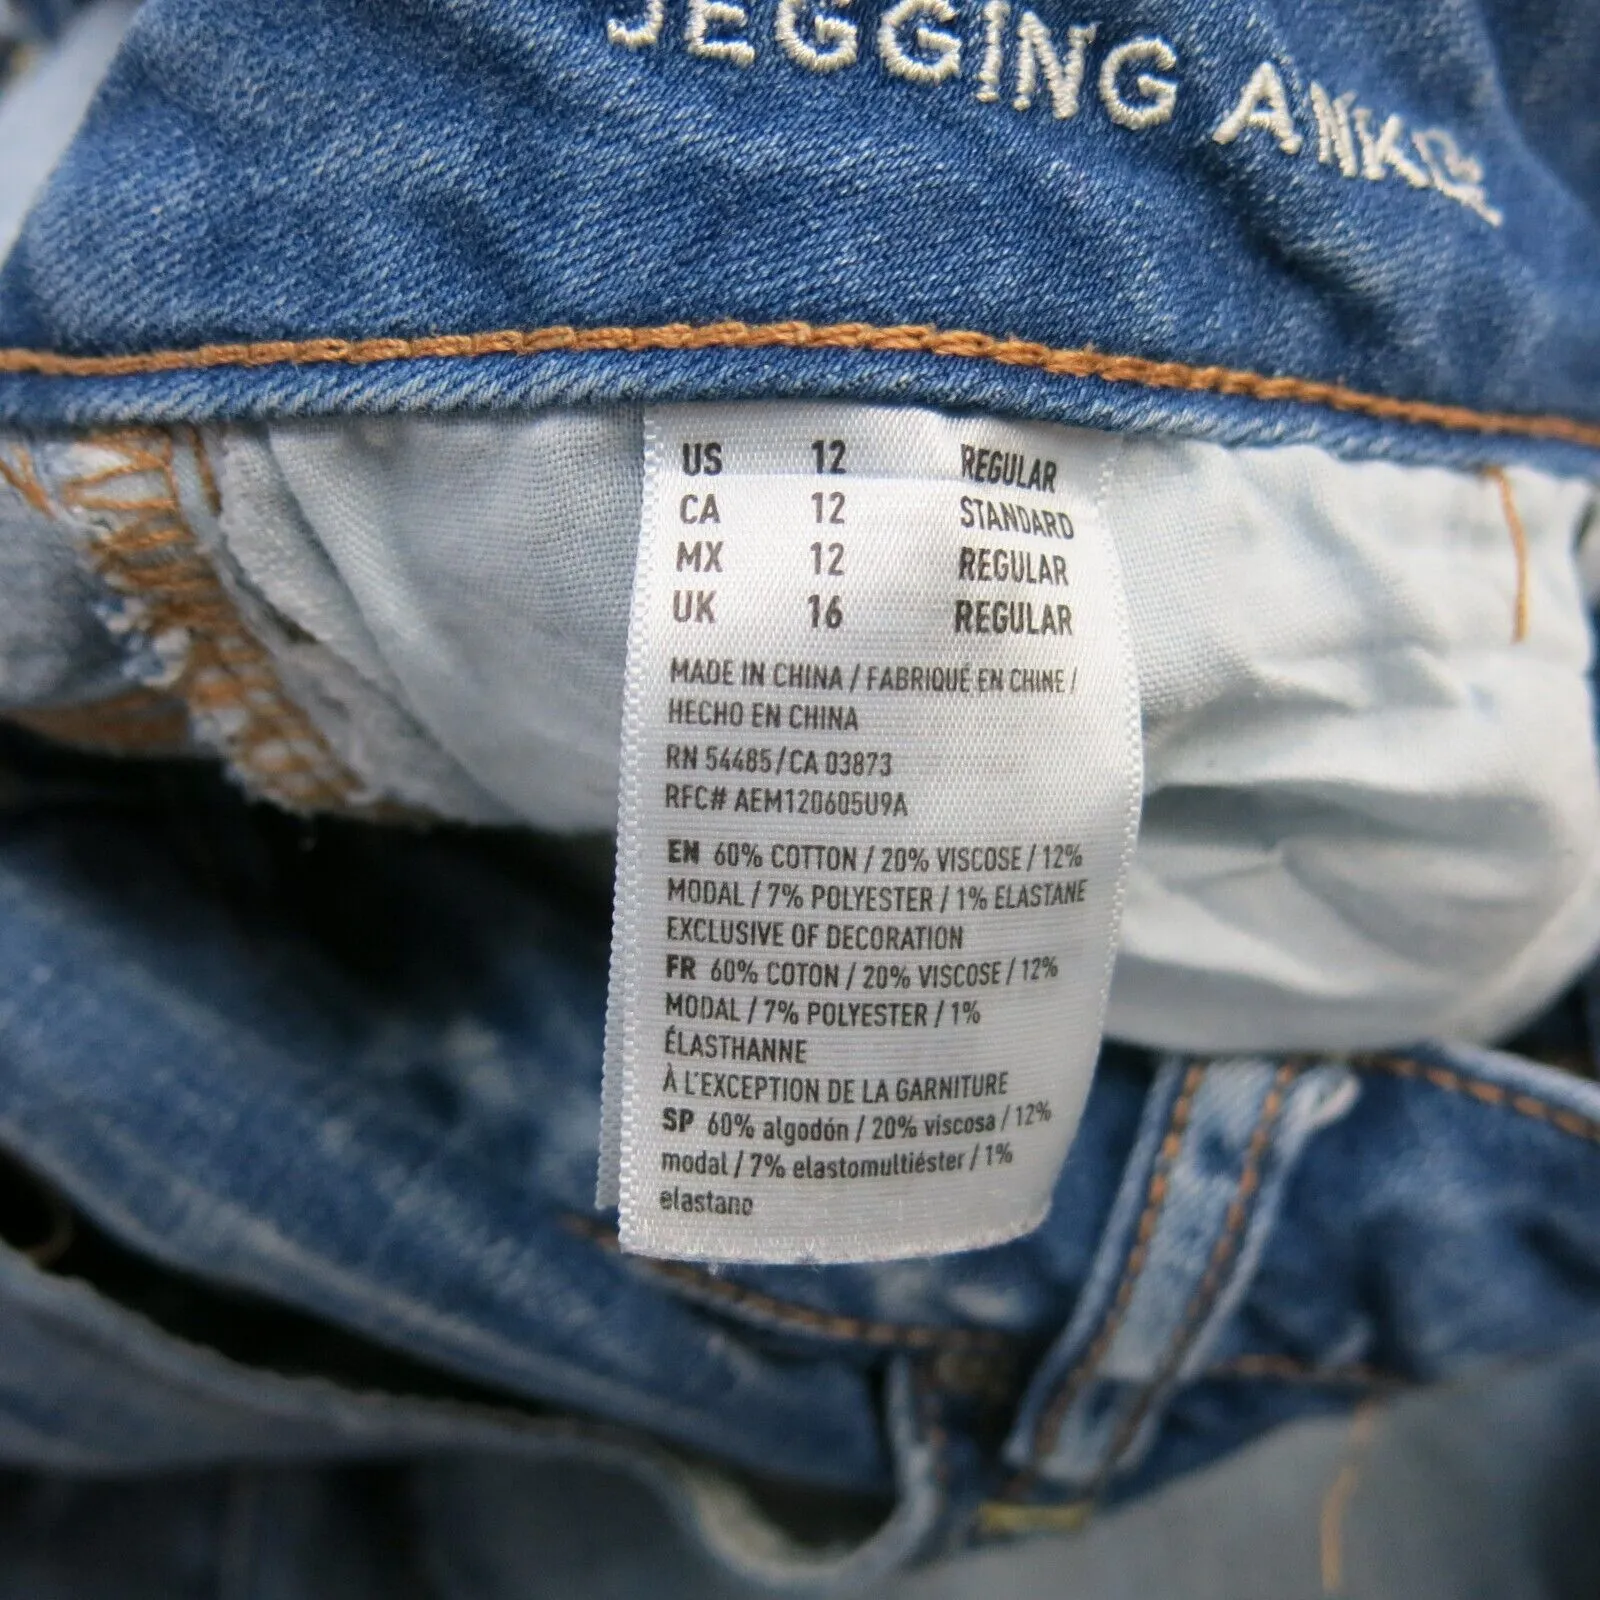 JEGGING ANKLE
US 12 REGULAR
CA 12 STANDARD
MX 12 REGULAR
UK 16 REGULAR
MADE IN CHINA / FABRIQUÉ EN CHINE /
HECHO EN CHINA
RN 54485/CA 03873
RFC# AEM120605U9A
EN 60% COTTON / 20% VISCOSE / 12%
MODAL / 7% POLYESTER / 1% ELASTANE
EXCLUSIVE OF DECORATION
FR 60% COTON / 20% VISCOSE / 12%
MODAL / 7% POLYESTER / 1%
ÉLASTHANNE
À L'EXCEPTION DE LA GARNITURE
SP 60% algodón / 20% viscosa / 12%
modal / 7% elastomultiéster / 1%
elastano